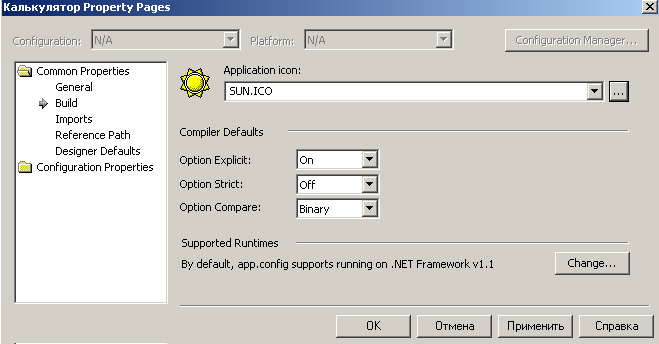 Калькулятор Property Pages
Configuration: N/A Platform: N/A Configuration Manager...
Common Properties
General
Build
Imports
Reference Path
Designer Defaults
Configuration Properties
Application icon:
SUN.ICO ...
Compiler Defaults
Option Explicit: On
Option Strict: Off
Option Compare: Binary
Supported Runtimes
By default, app.config supports running on .NET Framework v1.1 Change...
OK Отмена Применить Справка